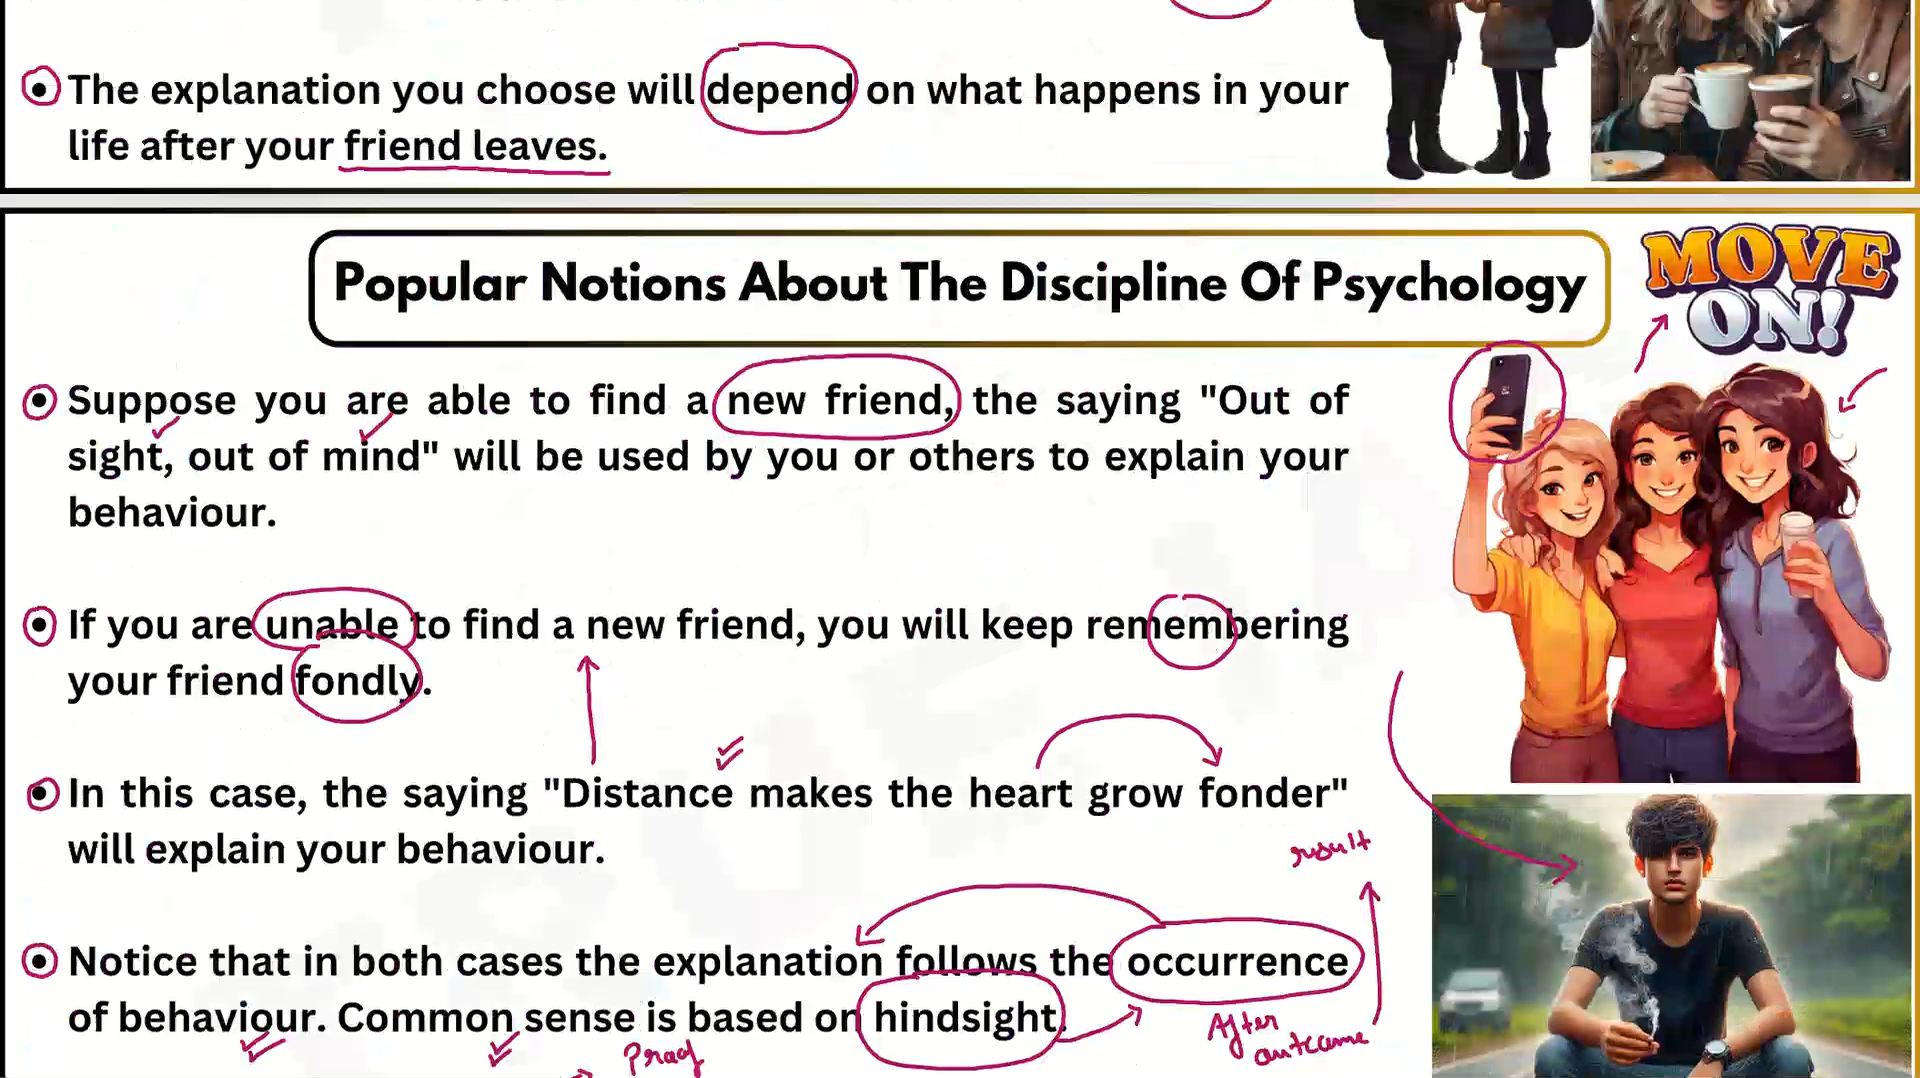 The explanation you choose will depend on what happens in your
life after your friend leaves.
Popular Notions About The Discipline Of Psychology
MOVE
ON!
Suppose you are able to find a new friend, the saying "Out of
sight, out of mind" will be used by you or others to explain your
behaviour.
If you are unable to find a new friend, you will keep remembering
your friend fondly.
In this case, the saying "Distance makes the heart grow fonder"
will explain your behaviour.
result
Notice that in both cases the explanation follows the occurrence
of behaviour. Common sense is based on hindsight.
After
outcome
Proof